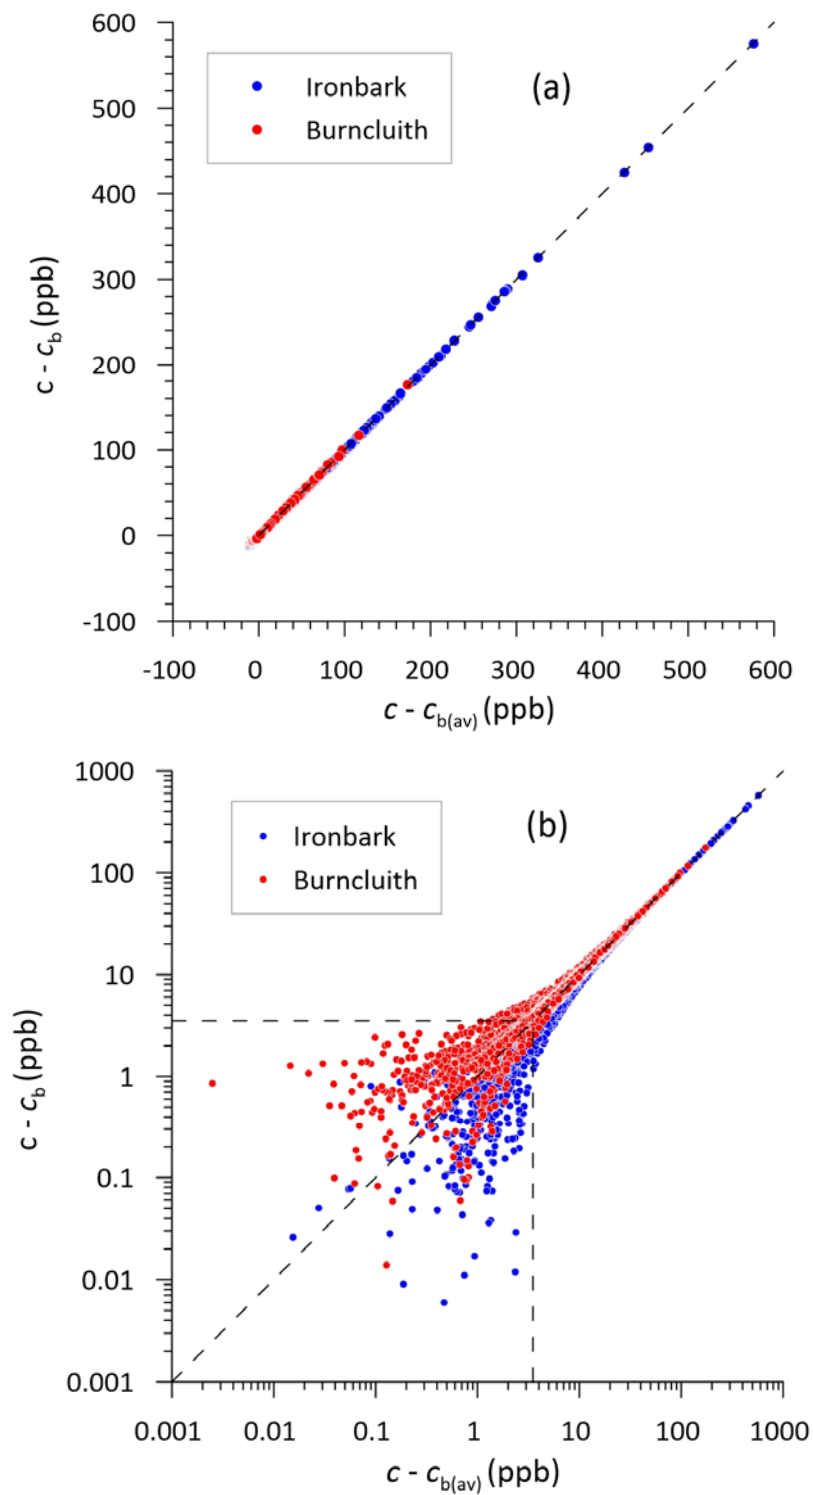 600
500
400
300
200
100
0
-100
Ironbark
Burncluith
(a)
c - cb (ppb)
-100 0 100 200 300 400 500 600
c - cb(av) (ppb)
1000
100
10
1
0.1
0.01
0.001
Ironbark
Burncluith
(b)
c - cb (ppb)
0.001 0.01 0.1 1 10 100 1000
c - cb(av) (ppb)